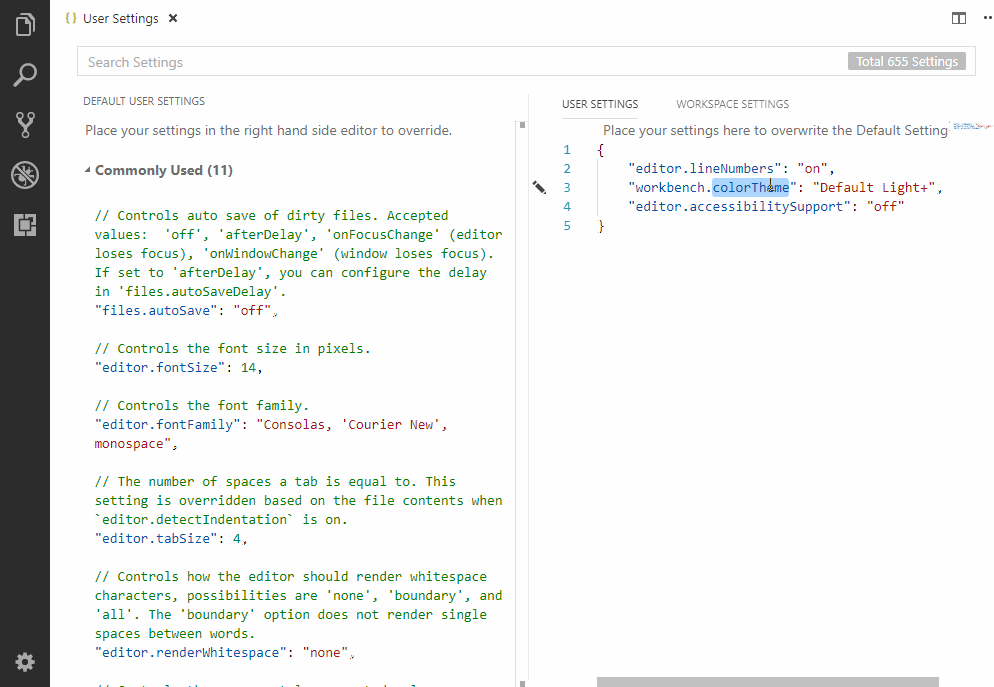 {} User Settings
Search Settings
Total 655 Settings
DEFAULT USER SETTINGS
Place your settings in the right hand side editor to override.
Commonly Used (11)
// Controls auto save of dirty files. Accepted
values:  'off', 'afterDelay', 'onFocusChange' (editor
loses focus), 'onWindowChange' (window loses focus).
If set to 'afterDelay', you can configure the delay
in 'files.autoSaveDelay'.
"files.autoSave": "off",
// Controls the font size in pixels.
"editor.fontSize": 14,
// Controls the font family.
"editor.fontFamily": "Consolas, 'Courier New',
monospace",
// The number of spaces a tab is equal to. This
setting is overridden based on the file contents when
`editor.detectIndentation` is on.
"editor.tabSize": 4,
// Controls how the editor should render whitespace
characters, possibilities are 'none', 'boundary', and
'all'. The 'boundary' option does not render single
spaces between words.
"editor.renderWhitespace": "none",
USER SETTINGS
WORKSPACE SETTINGS
Place your settings here to overwrite the Default Setting
1 {
2 "editor.lineNumbers": "on",
3 "workbench.colorTheme": "Default Light+",
4 "editor.accessibilitySupport": "off"
5 }